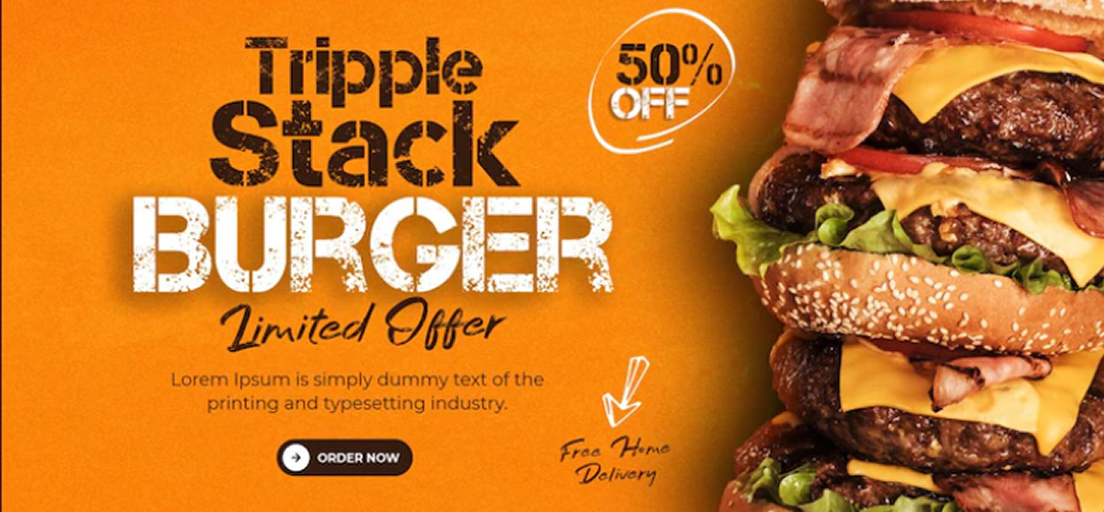 Tripple
Stack
BURGER
Limited Offer
Lorem Ipsum is simply dummy text of the
printing and typesetting industry.
ORDER NOW
50%
OFF
Free Home
Delivery